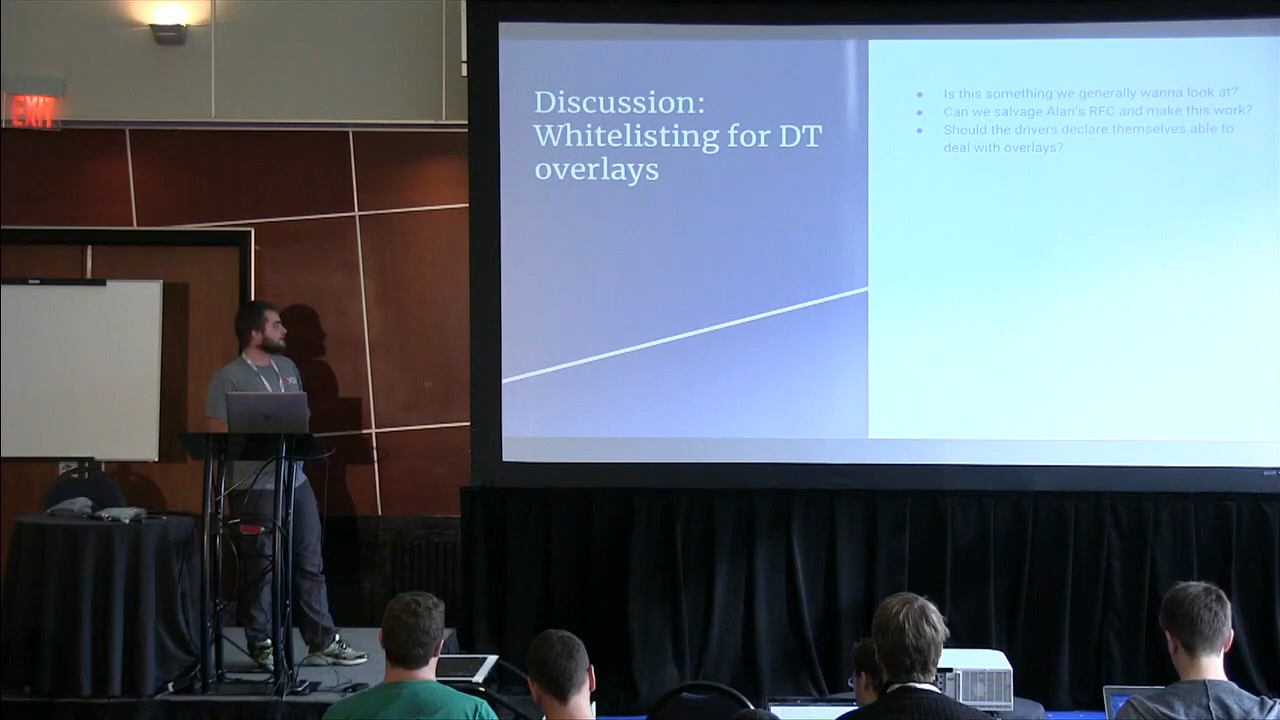 EXIT
Discussion:
Whitelisting for DT
overlays
● Is this something we generally wanna look at?
● Can we salvage Alan's RFC and make this work?
● Should the drivers declare themselves able to
deal with overlays?